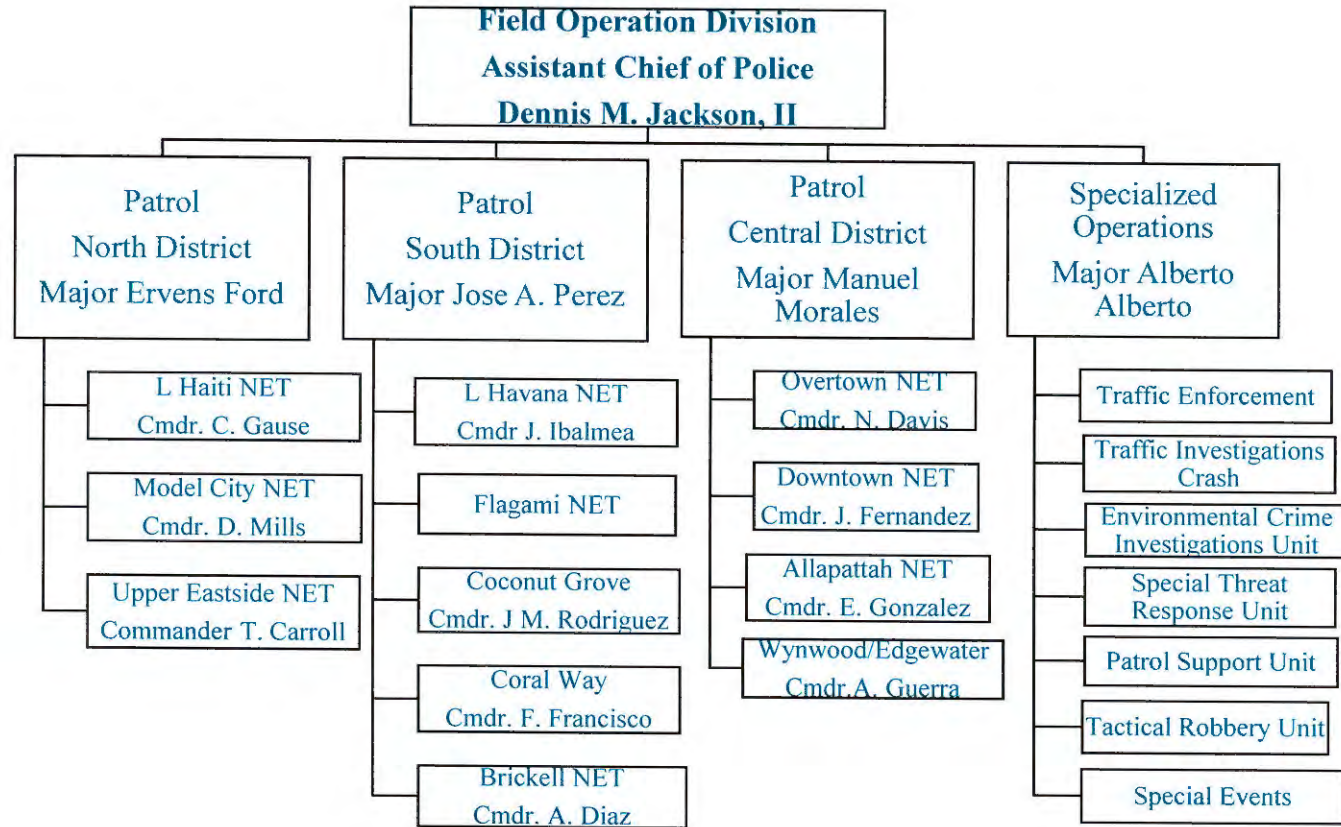 Field Operation Division
Assistant Chief of Police
Dennis M. Jackson, II
Patrol
North District
Major Ervens Ford
L Haiti NET
Cmdr. C. Gause
Model City NET
Cmdr. D. Mills
Upper Eastside NET
Commander T. Carroll
Patrol
South District
Major Jose A. Perez
L Havana NET
Cmdr J. Ibalmea
Flagami NET
Coconut Grove
Cmdr. J M. Rodriguez
Coral Way
Cmdr. F. Francisco
Brickell NET
Cmdr. A. Diaz
Patrol
Central District
Major Manuel
Morales
Overtown NET
Cmdr. N. Davis
Downtown NET
Cmdr. J. Fernandez
Allapattah NET
Cmdr. E. Gonzalez
Wynwood/Edgewater
Cmdr.A. Guerra
Specialized
Operations
Major Alberto
Alberto
Traffic Enforcement
Traffic Investigations
Crash
Environmental Crime
Investigations Unit
Special Threat
Response Unit
Patrol Support Unit
Tactical Robbery Unit
Special Events